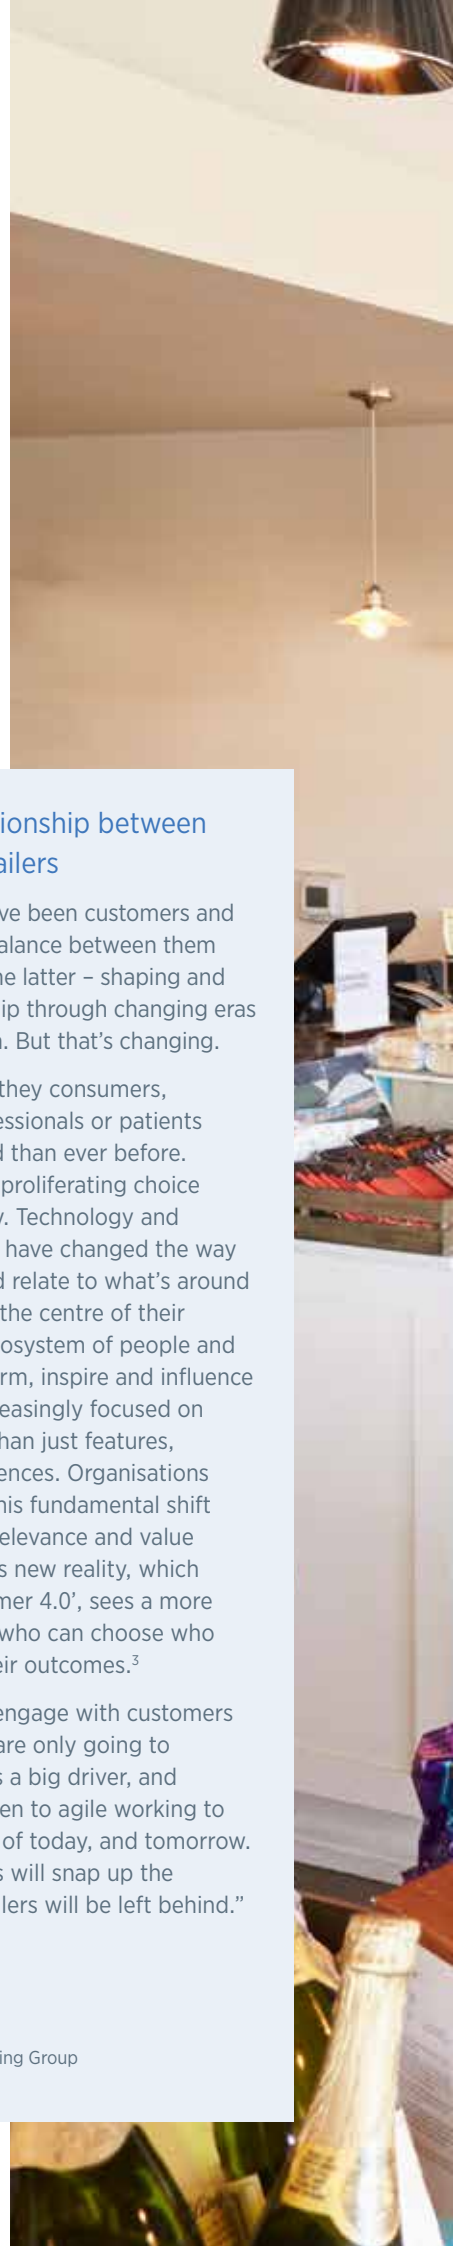 ionship between
ailers
ve been customers and
alance between them
ne latter – shaping and
ip through changing eras
. But that’s changing.
they consumers,
essionals or patients
d than ever before.
proliferating choice
y. Technology and
have changed the way
d relate to what’s around
the centre of their
osystem of people and
rm, inspire and influence
easingly focused on
han just features,
ences. Organisations
his fundamental shift
elevance and value
s new reality, which
mer 4.0’, sees a more
who can choose who
eir outcomes.³
engage with customers
are only going to
s a big driver, and
en to agile working to
of today, and tomorrow.
s will snap up the
lers will be left behind.”
ing Group